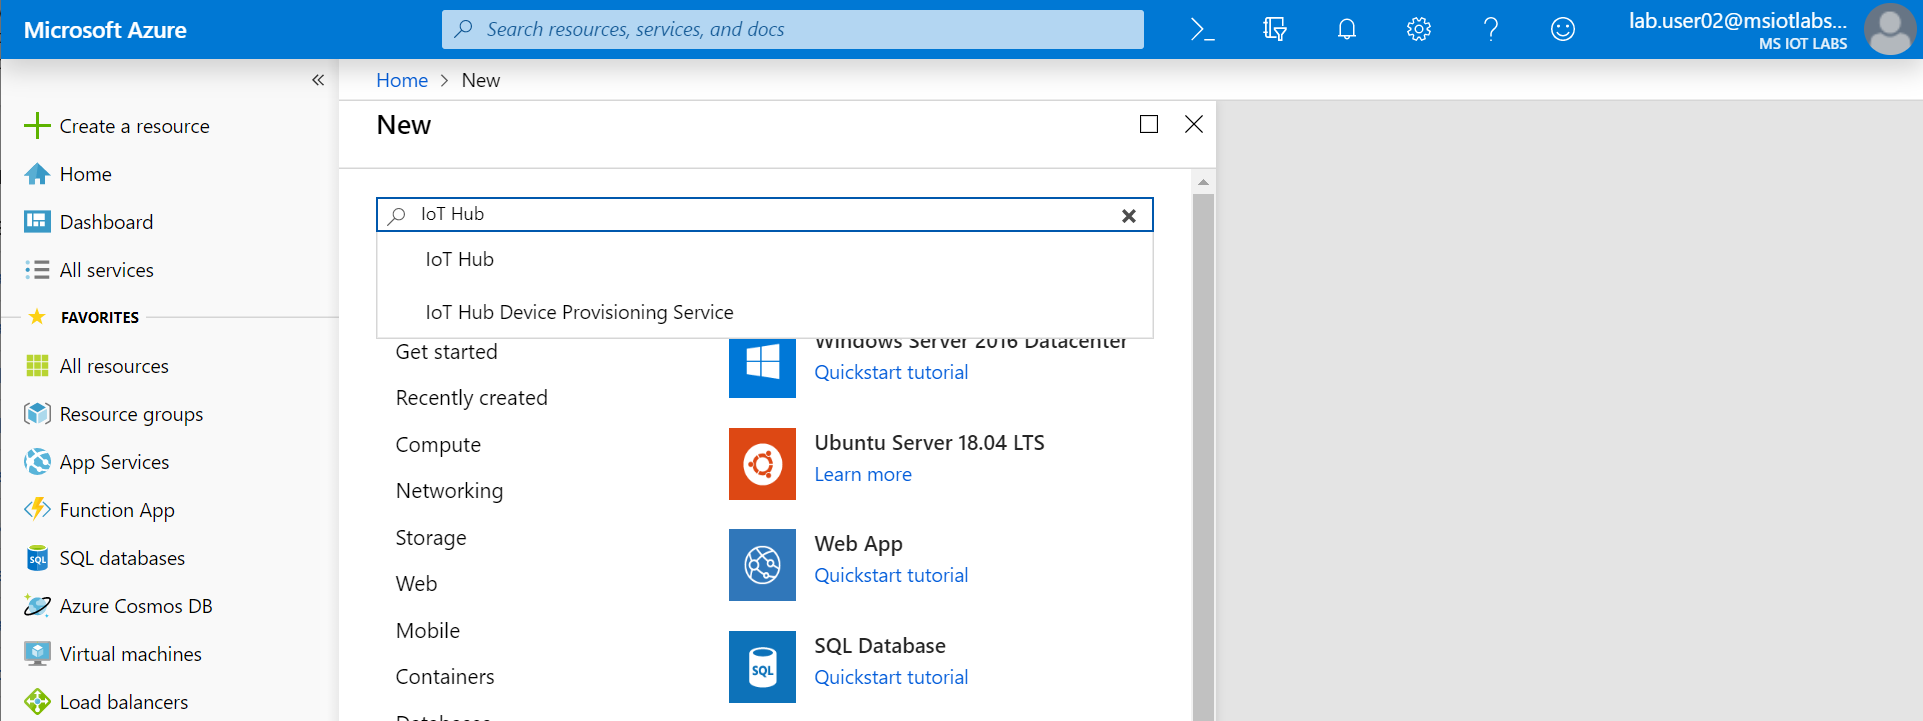 Microsoft Azure
Search resources, services, and docs
lab.user02@msiotlabs...
MS IOT LABS
Home > New
Create a resource
Home
Dashboard
All services
FAVORITES
All resources
Resource groups
App Services
Function App
SQL databases
Azure Cosmos DB
Virtual machines
Load balancers
New
IoT Hub
IoT Hub
IoT Hub Device Provisioning Service
Get started
Recently created
Compute
Networking
Storage
Web
Mobile
Containers
Databases
Windows Server 2016 Datacenter
Quickstart tutorial
Ubuntu Server 18.04 LTS
Learn more
Web App
Quickstart tutorial
SQL
SQL Database
Quickstart tutorial